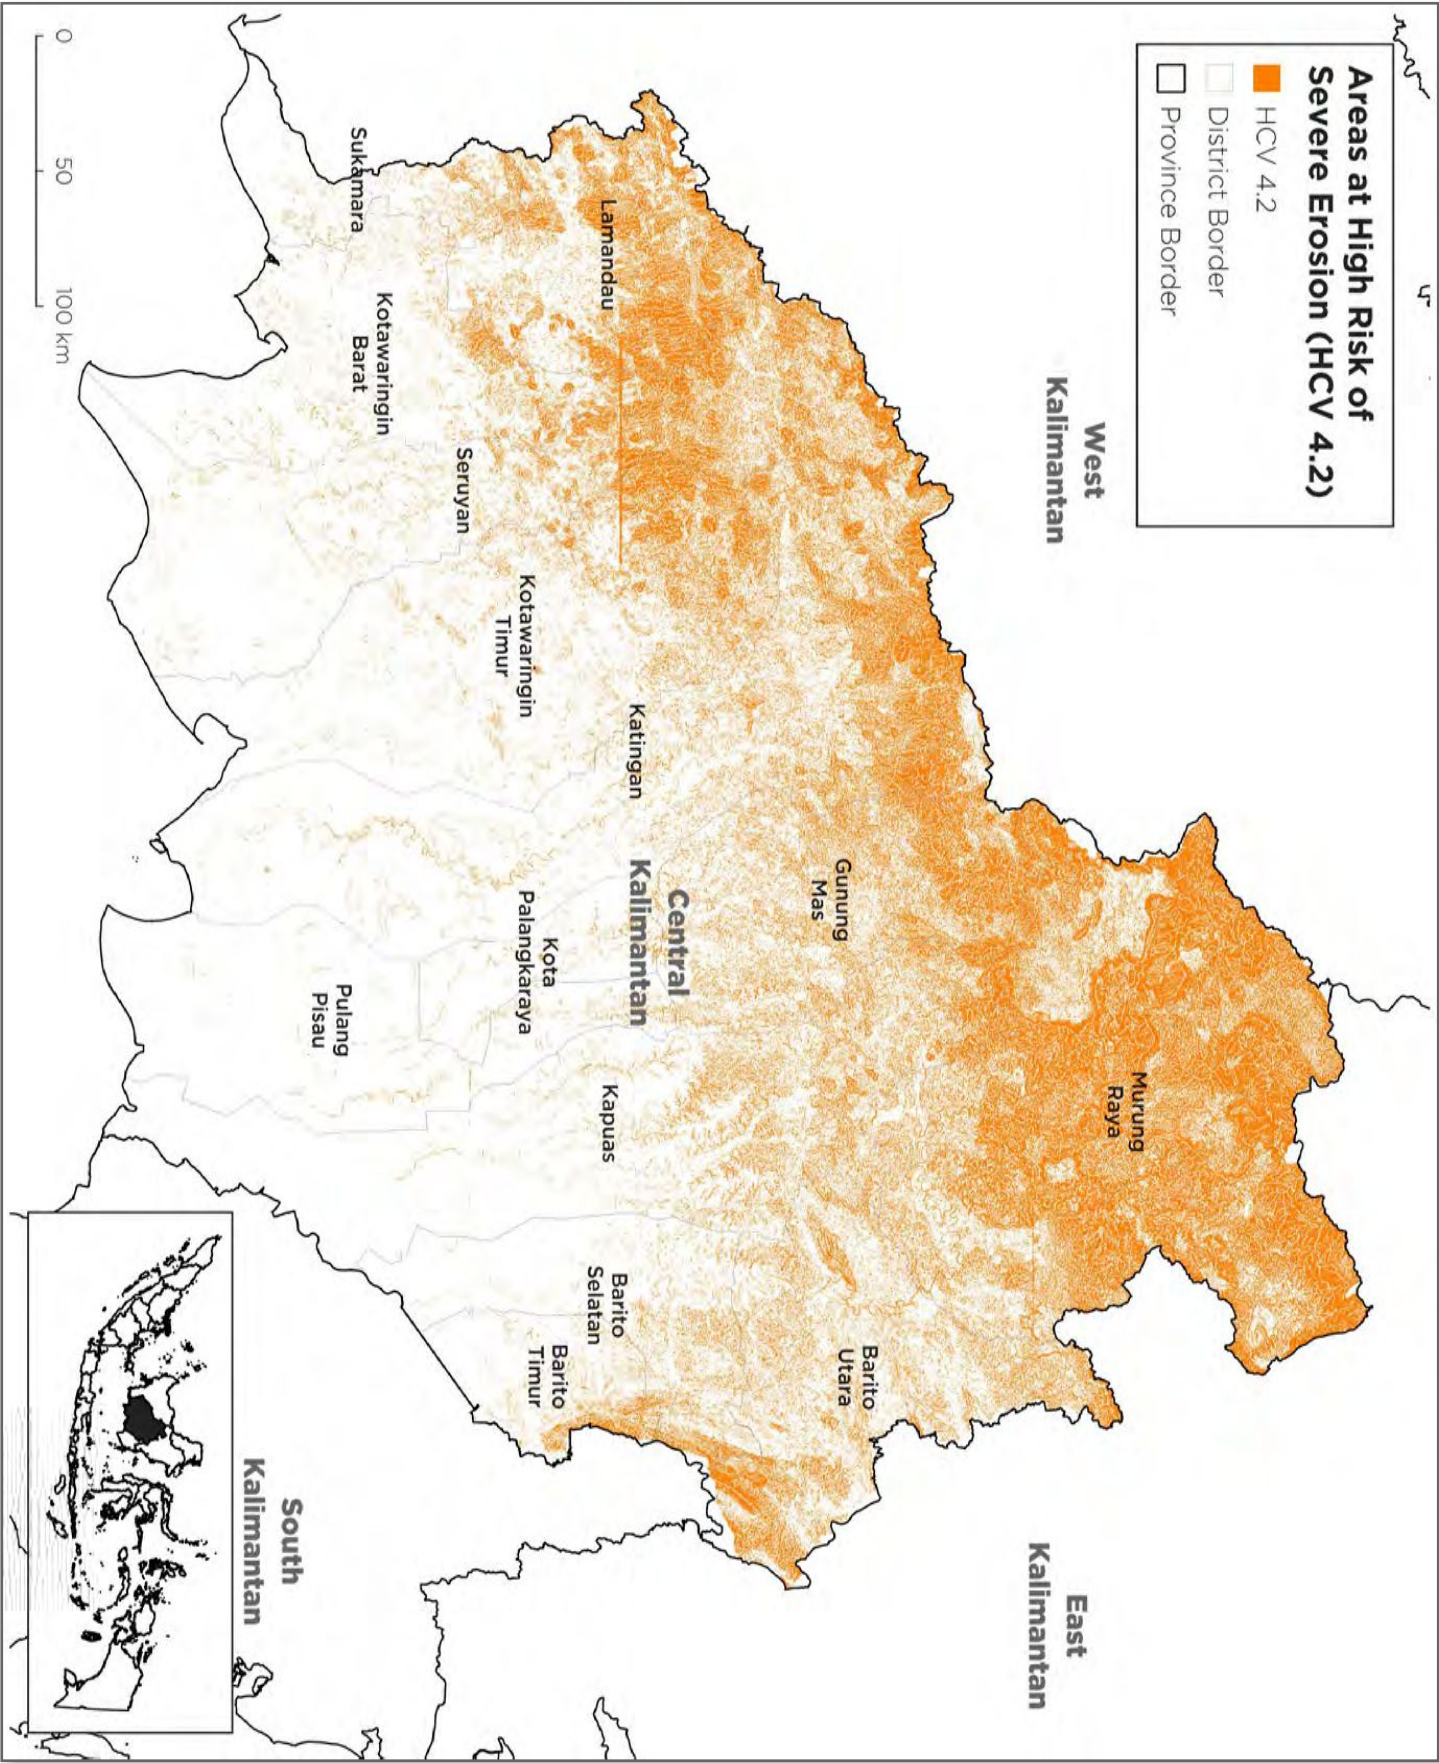 Areas at High Risk of
Severe Erosion (HCV 4.2)
HCV 4.2
District Border
Province Border
West
Kalimantan
East
Kalimantan
Murung
Raya
Gunung
Mas
Barito
Utara
Central
Kalimantan
Lamandau
Katingan
Kapuas
Barito
Selatan
Barito
Timur
Kotawaringin
Timur
Kota
Palangkaraya
Seruyan
Sukamara
Kotawaringin
Barat
Pulang
Pisau
South
Kalimantan
0 50 100 km